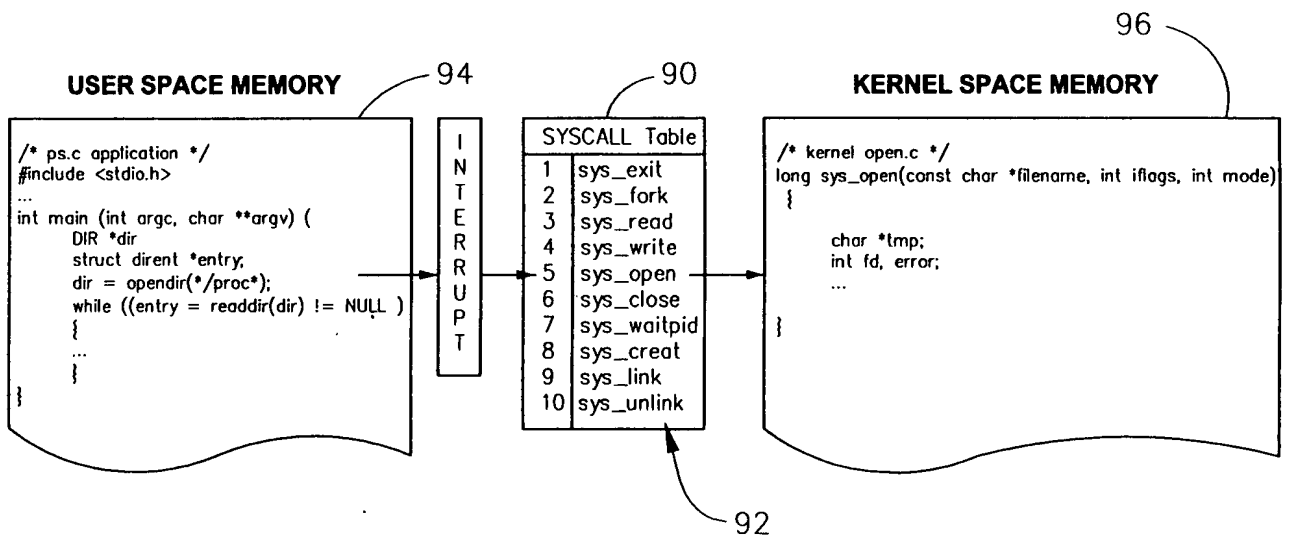 96
USER SPACE MEMORY
94
90
KERNEL SPACE MEMORY
/* ps.c application */
#include <stdio.h>
...
int main (int argc, char **argv) (
DIR *dir
struct dirent *entry;
dir = opendir(*/proc*);
while ((entry = readdir(dir) != NULL )
{
...
}
}
INTERRUPT
SYSCALL Table
1 sys_exit
2 sys_fork
3 sys_read
4 sys_write
5 sys_open
6 sys_close
7 sys_waitpid
8 sys_creat
9 sys_link
10 sys_unlink
/* kernel open.c */
long sys_open(const char *filename, int iflags, int mode)
{
char *tmp;
int fd, error;
...
}
92